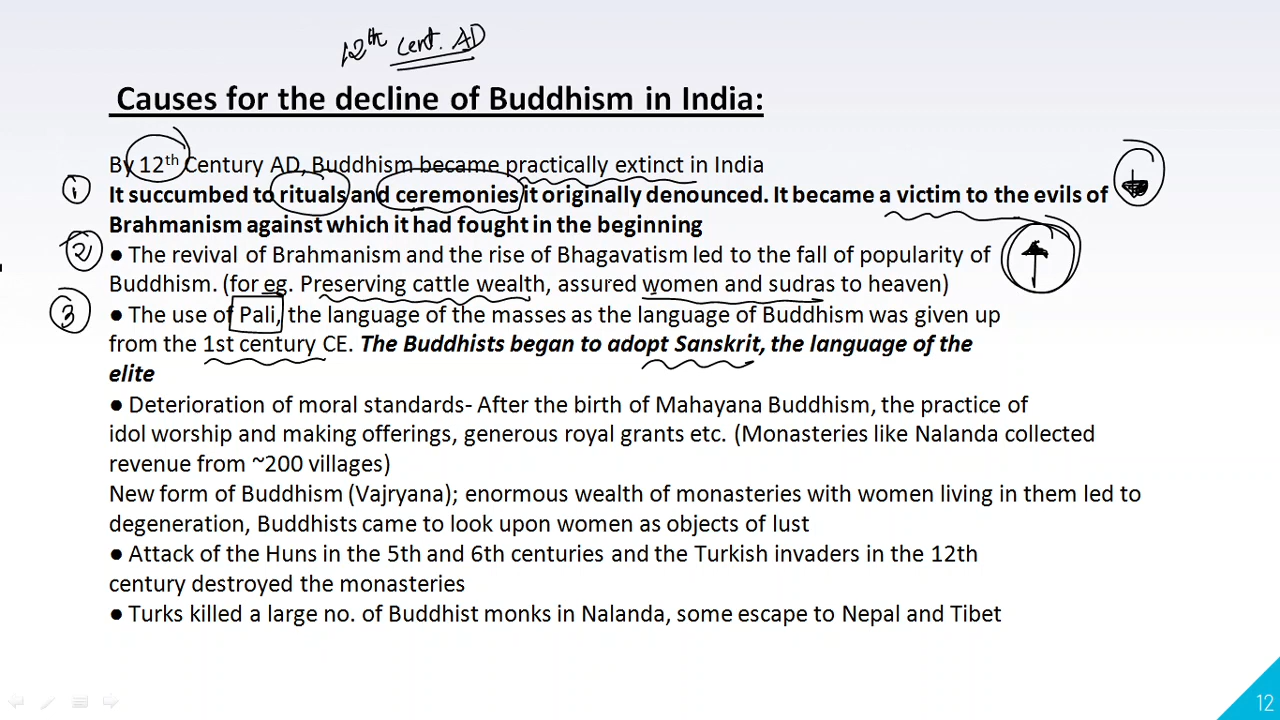 12th Cent. AD
Causes for the decline of Buddhism in India:
By 12th Century AD, Buddhism became practically extinct in India
1 It succumbed to rituals and ceremonies it originally denounced. It became a victim to the evils of
Brahmanism against which it had fought in the beginning
2 ● The revival of Brahmanism and the rise of Bhagavatism led to the fall of popularity of
Buddhism. (for eg. Preserving cattle wealth, assured women and sudras to heaven)
3 ● The use of Pali, the language of the masses as the language of Buddhism was given up
from the 1st century CE. The Buddhists began to adopt Sanskrit, the language of the
elite
● Deterioration of moral standards- After the birth of Mahayana Buddhism, the practice of
idol worship and making offerings, generous royal grants etc. (Monasteries like Nalanda collected
revenue from ~200 villages)
New form of Buddhism (Vajryana); enormous wealth of monasteries with women living in them led to
degeneration, Buddhists came to look upon women as objects of lust
● Attack of the Huns in the 5th and 6th centuries and the Turkish invaders in the 12th
century destroyed the monasteries
● Turks killed a large no. of Buddhist monks in Nalanda, some escape to Nepal and Tibet
12